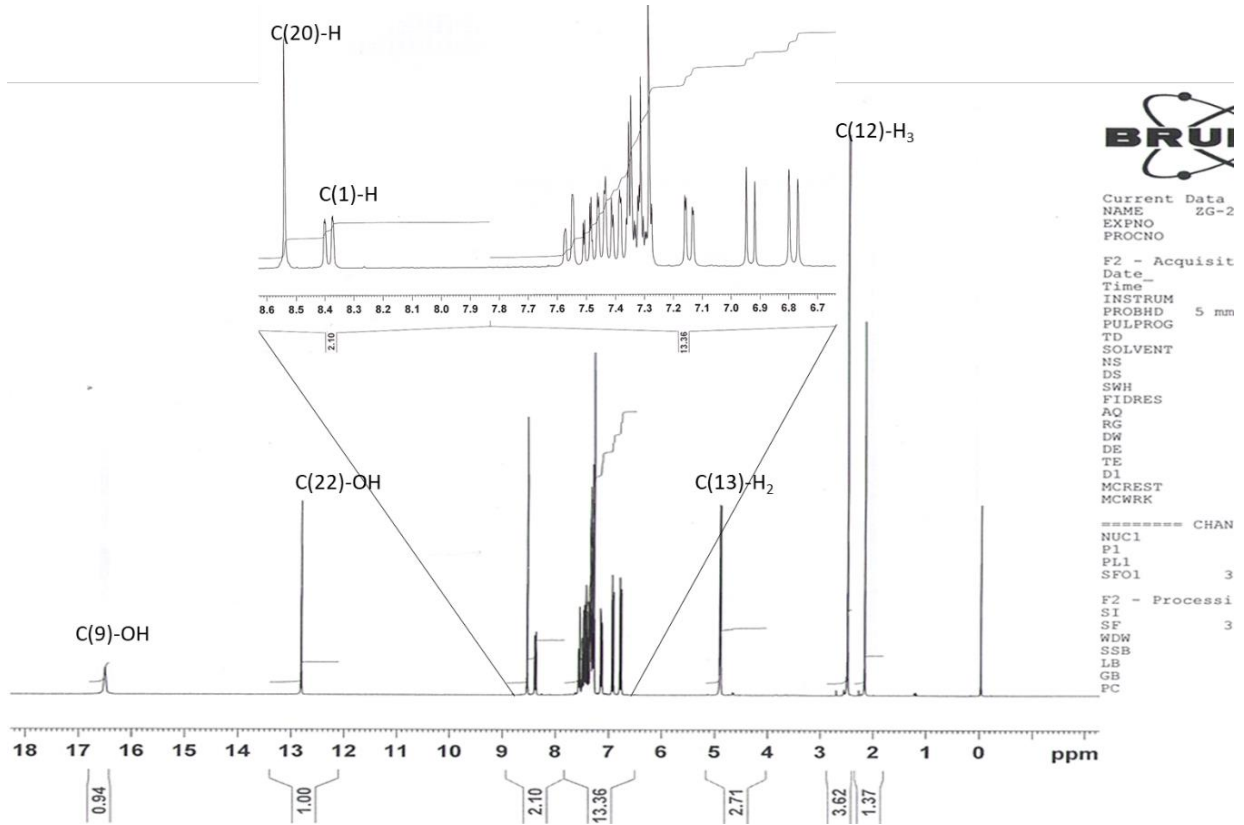 C(20)-H
C(1)-H
8.6 8.5 8.4 8.3 8.2 8.1 8.0 7.9 7.8 7.7 7.6 7.5 7.4 7.3 7.2 7.1 7.0 6.9 6.8 6.7
2.10
13.36
C(12)-H3
C(22)-OH
C(13)-H2
C(9)-OH
18 17 16 15 14 13 12 11 10 9 8 7 6 5 4 3 2 1 0 ppm
0.94
1.00
2.10
13.36
2.71
3.62
1.37
BRU
Current Data
NAME ZG-2
EXPNO
PROCNO
F2 - Acquisit
Date_
Time
INSTRUM
PROBHD 5 mm
PULPROG
TD
SOLVENT
NS
DS
SWH
FIDRES
AQ
RG
DW
DE
TE
D1
MCREST
MCWRK
======== CHAN
NUC1
P1
PL1
SFO1 3
F2 - Processi
SI
SF 3
WDW
SSB
LB
GB
PC